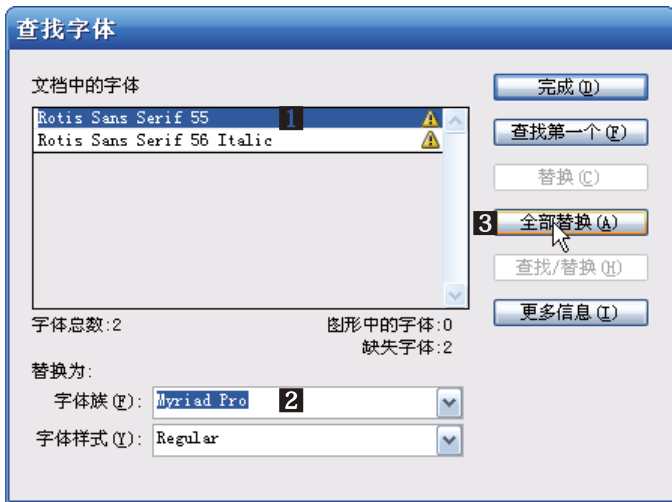 查找字体
文档中的字体
Rotis Sans Serif 55 1
Rotis Sans Serif 56 Italic
字体总数:2
图形中的字体:0
缺失字体:2
替换为:
字体族(F): Myriad Pro 2
字体样式(Y): Regular
完成(D)
查找第一个(F)
替换(C)
3 全部替换(A)
查找/替换(H)
更多信息(I)